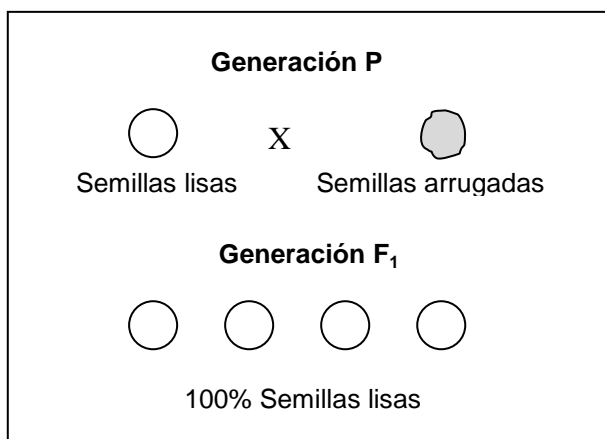 Generación P
X
Semillas lisas Semillas arrugadas
Generación F₁
100% Semillas lisas